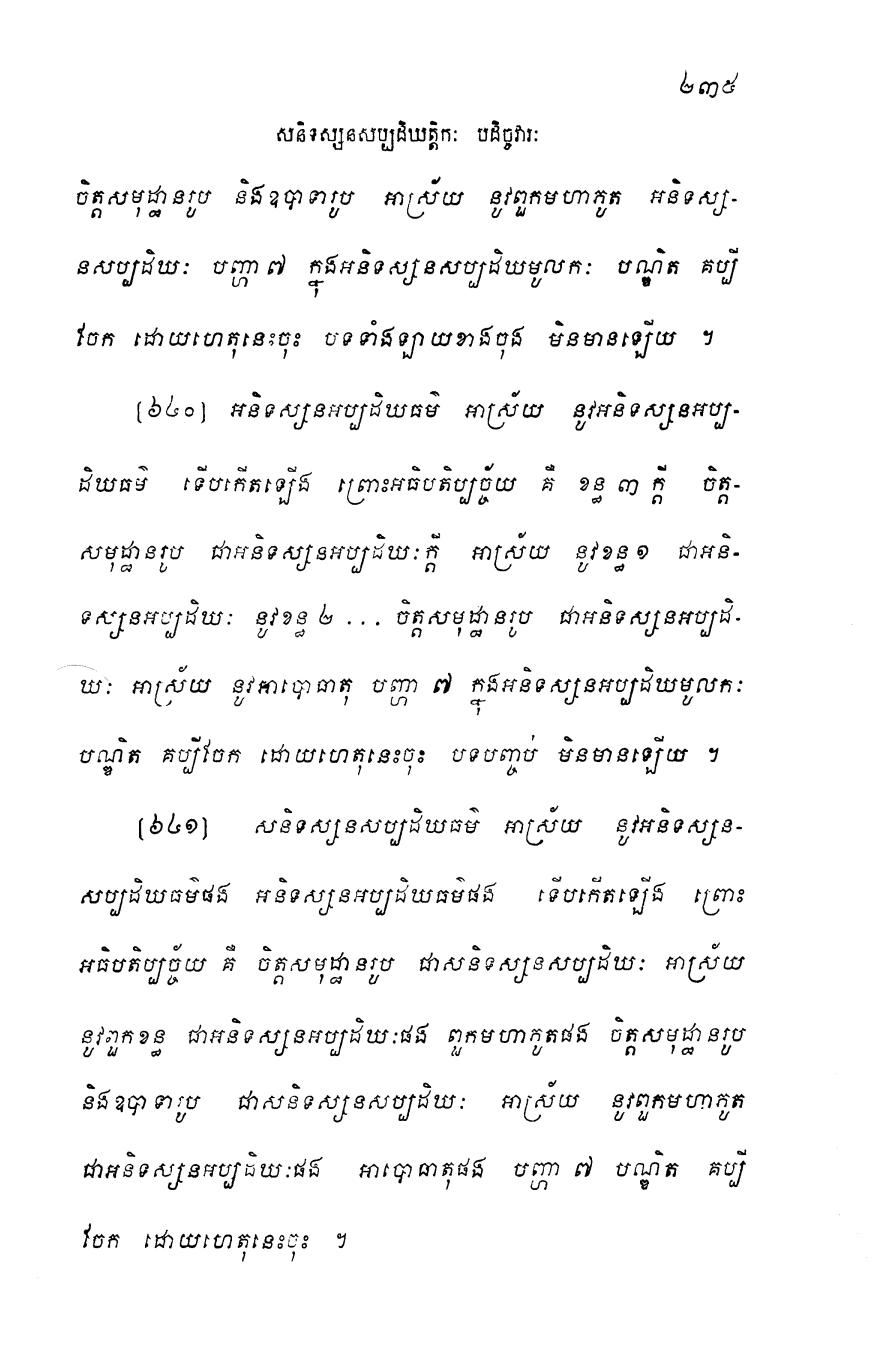 ២៣៥
សនិទស្សនសប្បដិឃត្តិកៈ បដិច្ចវារៈ
ចិត្តសមុដ្ឋានរូប និងឧបាទារូប អាស្រ័យ នូវពួកមហាភូត អនិទស្ស-
នសប្បដិឃៈ បញ្ហា ៧ ក្នុងអនិទស្សនសប្បដិឃមូលកៈ បណ្ឌិត គប្បី
ចែក ដោយហេតុនេះចុះ បទទាំងឡាយខាងចុង មិនមានឡើយ ។
[៦៤០] អនិទស្សនអប្បដិឃធម៌ អាស្រ័យ នូវអនិទស្សនអប្ប-
ដិឃធម៌ ទើបកើតឡើង ព្រោះអធិបតិប្បច្ច័យ គឺ ខន្ធ ៣ ក្តី ចិត្ត-
សមុដ្ឋានរូប ជាអនិទស្សនអប្បដិឃៈក្តី អាស្រ័យ នូវខន្ធ ១ ជាអនិ-
ទស្សនអប្បដិឃៈ នូវខន្ធ ២ ... ចិត្តសមុដ្ឋានរូប ជាអនិទស្សនអប្បដិ-
ឃៈ អាស្រ័យ នូវអាបោធាតុ បញ្ហា ៧ ក្នុងអនិទស្សនអប្បដិឃមូលកៈ
បណ្ឌិត គប្បីចែក ដោយហេតុនេះចុះ បទបញ្ចប់ មិនមានឡើយ ។
[៦៤១] សនិទស្សនសប្បដិឃធម៌ អាស្រ័យ នូវអនិទស្សន-
សប្បដិឃធម៌ផង អនិទស្សនអប្បដិឃធម៌ផង ទើបកើតឡើង ព្រោះ
អធិបតិប្បច្ច័យ គឺ ចិត្តសមុដ្ឋានរូប ជាសនិទស្សនសប្បដិឃៈ អាស្រ័យ
នូវពួកខន្ធ ជាអនិទស្សនអប្បដិឃៈផង ពួកមហាភូតផង ចិត្តសមុដ្ឋានរូប
និងឧបាទារូប ជាសនិទស្សនសប្បដិឃៈ អាស្រ័យ នូវពួកមហាភូត
ជាអនិទស្សនអប្បដិឃៈផង អាបោធាតុផង បញ្ហា ៧ បណ្ឌិត គប្បី
ចែក ដោយហេតុនេះចុះ ។